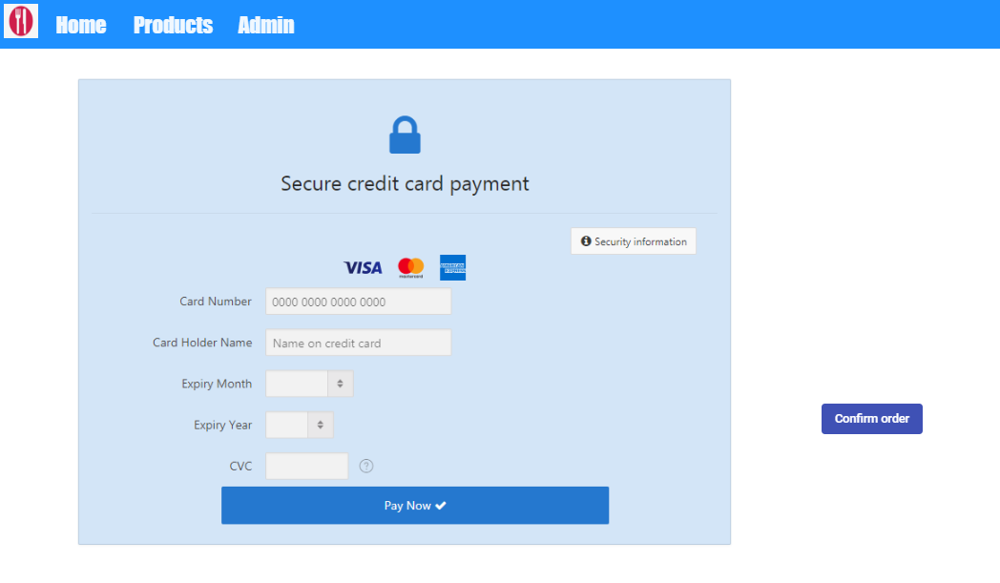 Home Products Admin
Secure credit card payment
Security information
VISA
mastercard
Card Number 0000 0000 0000 0000
Card Holder Name Name on credit card
Expiry Month
Expiry Year
Confirm order
CVC ?
Pay Now